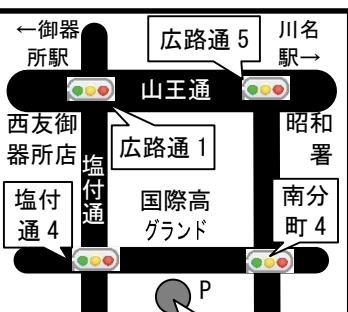 ←御器
所駅
広路通 5
川名
駅→
山王通
西友御
器所店
広路通 1
昭和
署
塩付通
塩付
通 4
国際高
グランド
南分
町 4
P